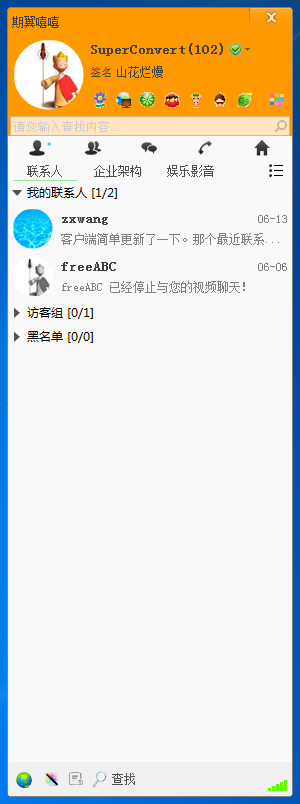 期翼嘻嘻
SuperConvert(102)
签名 山花烂熳
请您输入查找内容...
联系人 企业架构 娱乐影音
我的联系人 [1/2]
zxwang 06-13
客户端简单更新了一下。那个最近联系...
freeABC 06-06
freeABC 已经停止与您的视频聊天!
访客组 [0/1]
黑名单 [0/0]
查找